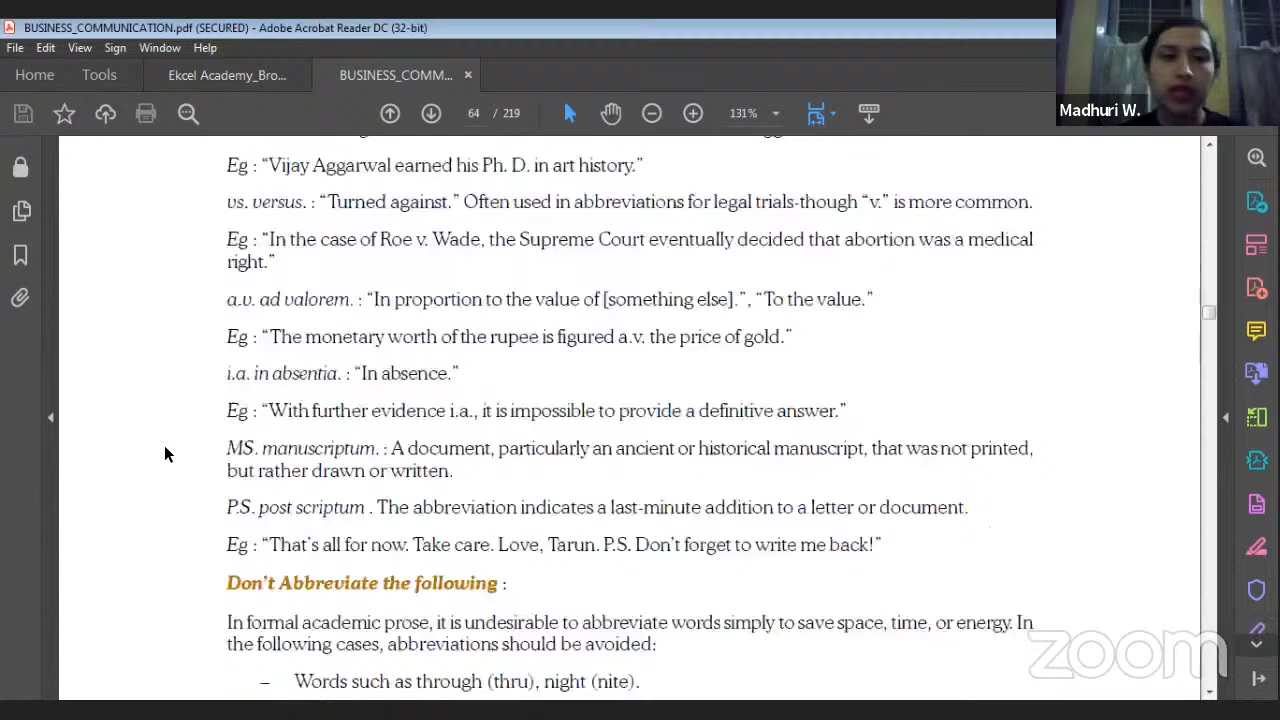 BUSINESS_COMMUNICATION.pdf (SECURED) - Adobe Acrobat Reader DC (32-bit)
File Edit View Sign Window Help
Home Tools Ekcel Academy_Bro... BUSINESS_COMM... ×
64 / 219 131%
Madhuri W.
Eg : “Vijay Aggarwal earned his Ph. D. in art history.”
vs. versus. : “Turned against.” Often used in abbreviations for legal trials-though “v.” is more common.
Eg : “In the case of Roe v. Wade, the Supreme Court eventually decided that abortion was a medical
right.”
a.v. ad valorem. : “In proportion to the value of [something else].”, “To the value.”
Eg : “The monetary worth of the rupee is figured a.v. the price of gold.”
i.a. in absentia. : “In absence.”
Eg : “With further evidence i.a., it is impossible to provide a definitive answer.”
MS. manuscriptum. : A document, particularly an ancient or historical manuscript, that was not printed,
but rather drawn or written.
P.S. post scriptum . The abbreviation indicates a last-minute addition to a letter or document.
Eg : “That’s all for now. Take care. Love, Tarun. P.S. Don’t forget to write me back!”
Don’t Abbreviate the following :
In formal academic prose, it is undesirable to abbreviate words simply to save space, time, or energy. In
the following cases, abbreviations should be avoided:
– Words such as through (thru), night (nite).
zoom